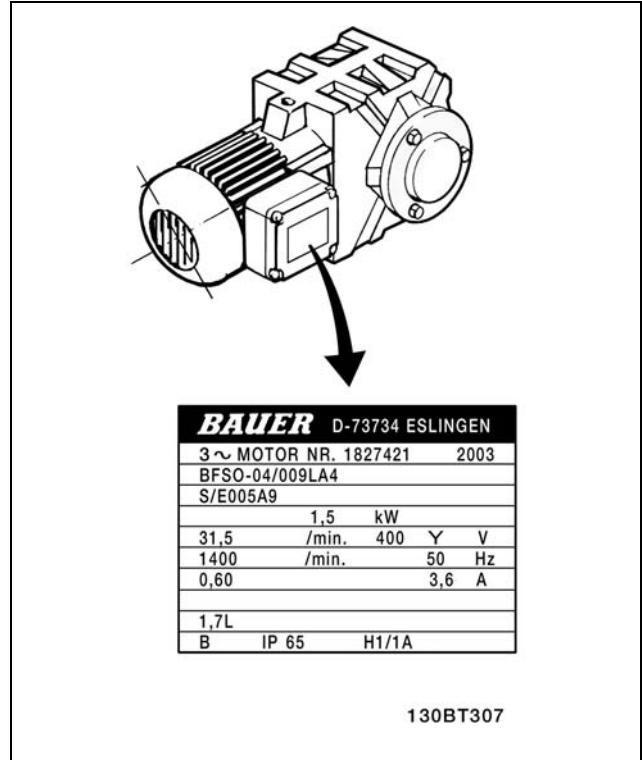 BAUER D-73734 ESLINGEN
3 ~ MOTOR NR. 1827421 2003
BFSO-04/009LA4
S/E005A9
1,5 kW
31,5 /min. 400 Y V
1400 /min. 50 Hz
0,60 3,6 A
1,7L
B IP 65 H1/1A
130BT307